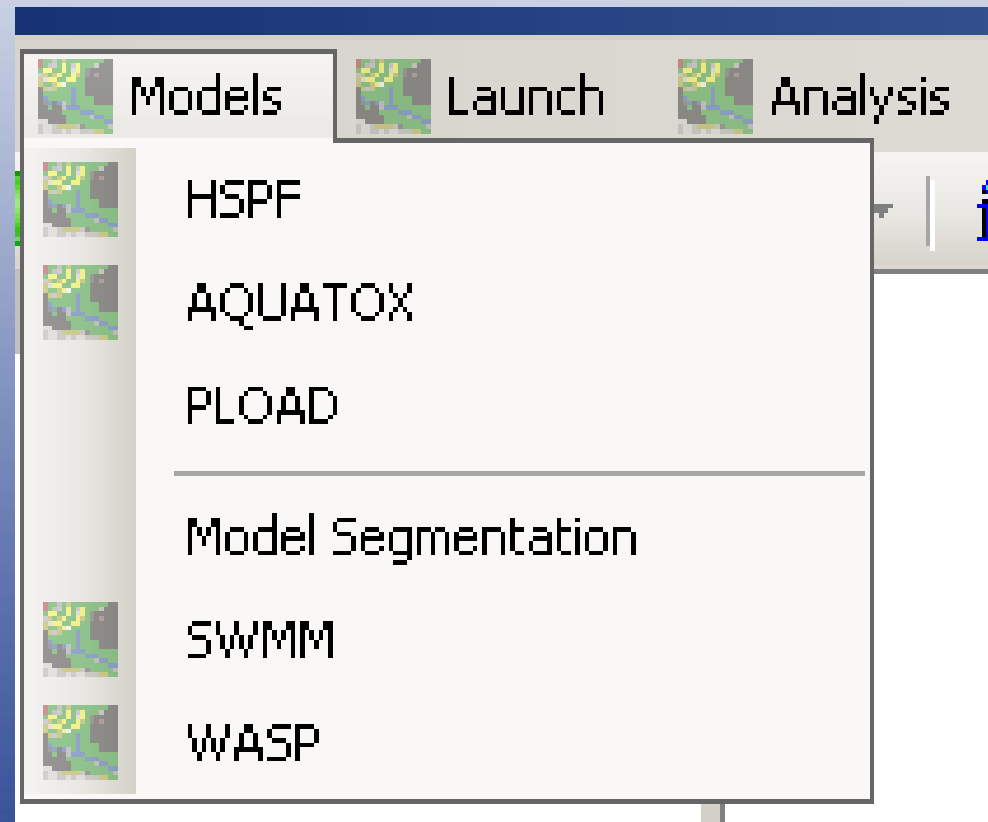 Models Launch Analysis
HSPF
AQUATOX
PLOAD
Model Segmentation
SWMM
WASP